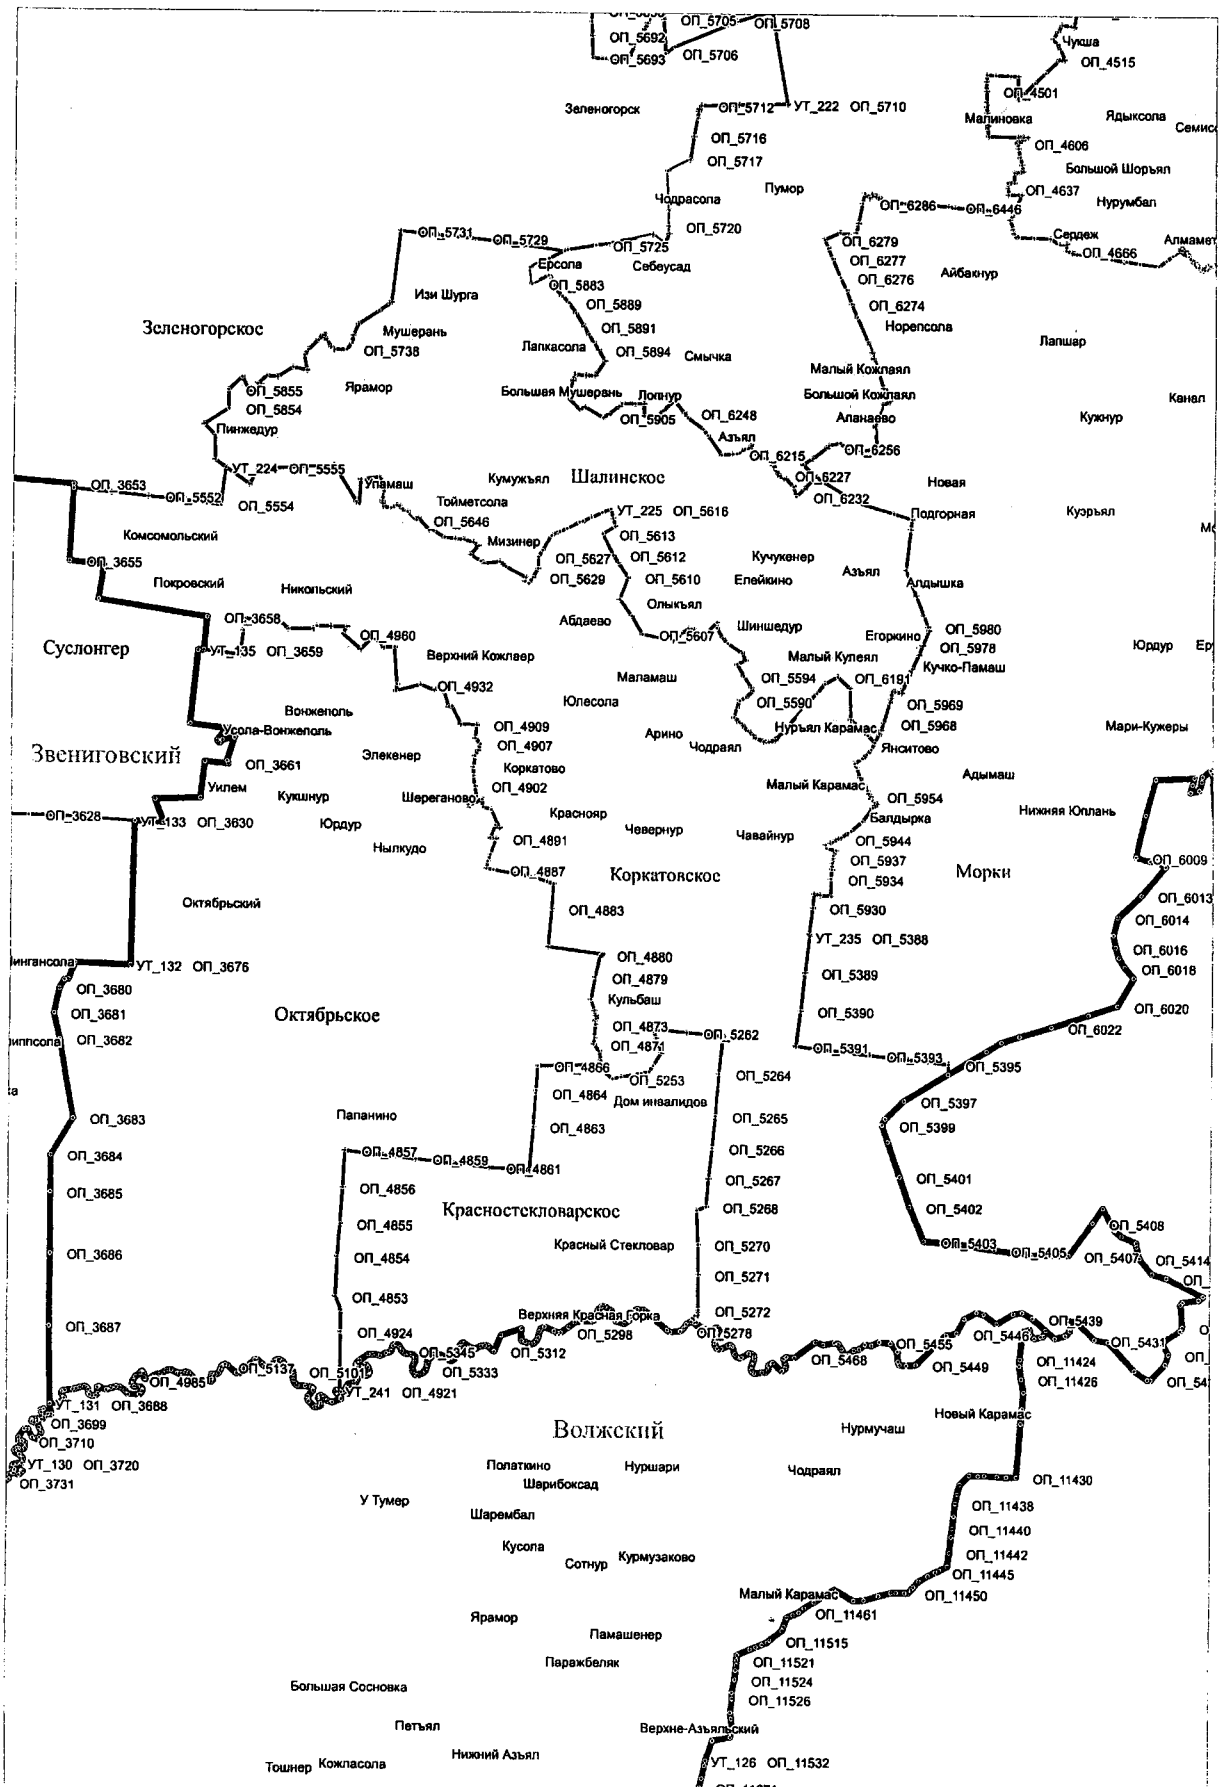 ОП_5705 ОП_5708
ОП_5692
ОП_5693 ОП_5706
Чукша
ОП_4515
ОП_4501
Зеленогорск
ОП_5712 УТ_222 ОП_5710
Малиновка
Ядыксола
ОП_5716
ОП_4606
ОП_5717
Большой Шоръял
Пумор
ОП_4637
Чодрасола
Нурумбал
ОП_6286 ОП_6446
ОП_5720
ОП_5731 ОП_5729 ОП_5725
ОП_6279
Сердеж
ОП_4666
ОП_6277
Ерсола
Себеусад
ОП_6276
Айбакнур
ОП_5883
Изи Шурга
ОП_5889
ОП_6274
Зеленогорское
Мушерань
ОП_5891
Норепсола
ОП_5738
Лапкасола
ОП_5894
Смычка
Лапшар
Малый Кожлаял
Ярамор
ОП_5855
Большая Мушерань
Лопнур
Большой Кожлаял
Канал
ОП_5854
ОП_5905
ОП_6248
Апанаево
Кужнур
Пинжедур
Азъял
ОП_6256
ОП_6215
УТ_224 ОП_5555
Упамаш
Кумужъял
Шалинское
ОП_6227
Новая
ОП_3653
ОП_5552
ОП_5554
Тойметсола
ОП_6232
УТ_225 ОП_5616
Подгорная
Куэръял
ОП_5646
Комсомольский
Мизинер
ОП_5613
ОП_3655
ОП_5627
ОП_5612
Кучукенер
Покровский
Никольский
ОП_5629
ОП_5610
Елейкино
Азъял
Алдышка
Олыкъял
ОП_3658
Абдаево
Шиншедур
ОП_4960
ОП_5607
Егоркино
ОП_5980
Суслонгер
УТ_135 ОП_3659
Верхний Кожлаер
Малый Кулеял
ОП_5978
Юрдур
Кучко-Памаш
Маламаш
ОП_5594
ОП_6191
ОП_4932
Юлесола
ОП_5590
ОП_5969
Вонжеполь
ОП_4909
ОП_5968
Усола-Вонжеполь
Арино
Нуръял Карамас
Мари-Кужеры
Звениговский
ОП_4907
Чодраял
Янситово
Элекенер
ОП_3661
Коркатово
Адымаш
Уилем
ОП_4902
Малый Карамас
Кукшнур
Шереганово
ОП_5954
ОП_3628 УТ_133 ОП_3630
Юрдур
Краснояр
Балдырка
Нижняя Юплань
Чевернур
Чавайнур
Нылкудо
ОП_4891
ОП_5944
ОП_5937
ОП_6009
ОП_4887
Коркатовское
ОП_5934
Морки
Октябрьский
ОП_6013
ОП_4883
ОП_5930
ОП_6014
УТ_235 ОП_5388
ОП_6016
УТ_132 ОП_3676
ОП_4880
ОП_6018
ОП_3680
ОП_4879
ОП_5389
Кульбаш
ОП_3681
Октябрьское
ОП_5390
ОП_6020
ОП_4873
ОП_5262
ОП_6022
ОП_3682
ОП_4871
ОП_5391 ОП_5393
ОП_4866
ОП_5253
ОП_5264
ОП_5395
ОП_4864
Дом инвалидов
ОП_5397
Папанино
ОП_5265
ОП_3683
ОП_4863
ОП_5399
ОП_4857 ОП_4859 ОП_4861
ОП_5266
ОП_3684
ОП_5267
ОП_5401
ОП_3685
ОП_4856
ОП_5268
ОП_5402
Красностекловарское
ОП_4855
ОП_5408
ОП_3686
Красный Стекловар
ОП_5270
ОП_5403 ОП_5405
ОП_5407
ОП_4854
ОП_5414
ОП_5271
ОП_4853
ОП_5272
ОП_3687
Верхняя Красная Горка
ОП_4924
ОП_5298
ОП_5278
ОП_5439
ОП_5345 ОП_5312
ОП_5455
ОП_5446
ОП_5431
ОП_5137 ОП_5101
ОП_5333
ОП_5468
ОП_5449
ОП_11424
ОП_4985
УТ_241 ОП_4921
ОП_11426
УТ_131 ОП_3688
ОП_3699
Волжский
Нурмучаш
Новый Карамас
ОП_3710
УТ_130 ОП_3720
Полаткино
Нуршари
Чодраял
ОП_3731
Шарибоксад
ОП_11430
У Тумер
Шарембал
ОП_11438
Кусола
ОП_11440
Сотнур
Курмузаково
ОП_11442
ОП_11445
Малый Карамас
ОП_11450
Ярамор
ОП_11461
Памашенер
ОП_11515
Паражбеляк
ОП_11521
Большая Сосновка
ОП_11524
ОП_11526
Петъял
Верхне-Азъяльский
Тошнер
Кожласола
Нижний Азъял
УТ_126 ОП_11532